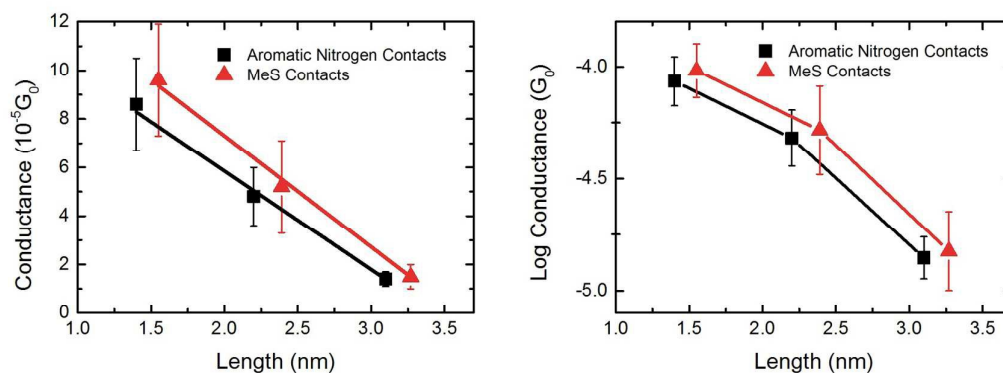 12
10
8
6
4
2
0
Conductance (10⁻⁵G₀)
Aromatic Nitrogen Contacts
MeS Contacts
1.0 1.5 2.0 2.5 3.0 3.5
Length (nm)
-4.0
-4.5
-5.0
Log Conductance (G₀)
Aromatic Nitrogen Contacts
MeS Contacts
1.0 1.5 2.0 2.5 3.0 3.5
Length (nm)